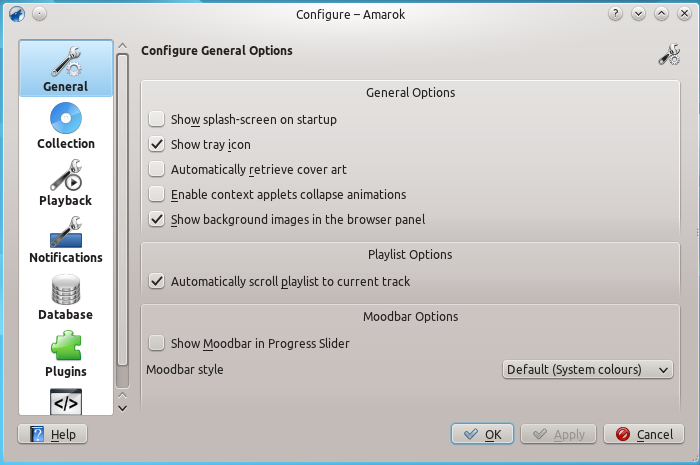 Configure – Amarok
General
Collection
Playback
Notifications
Database
Plugins
</>
Configure General Options
General Options
Show splash-screen on startup
Show tray icon
Automatically retrieve cover art
Enable context applets collapse animations
Show background images in the browser panel
Playlist Options
Automatically scroll playlist to current track
Moodbar Options
Show Moodbar in Progress Slider
Moodbar style Default (System colours)
Help OK Apply Cancel